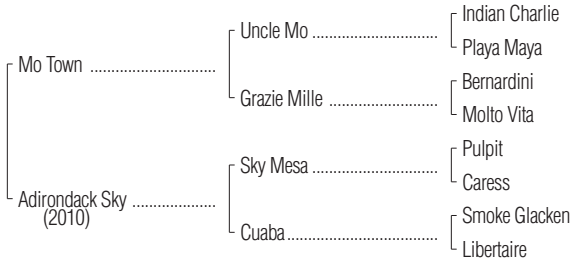 Indian Charlie
Uncle Mo ..............................
Playa Maya
Mo Town ..............................
Bernardini
Grazie Mille ..........................
Molto Vita
Pulpit
Sky Mesa ..............................
Caress
Adirondack Sky ....................
(2010)
Smoke Glacken
Cuaba....................................
Libertaire